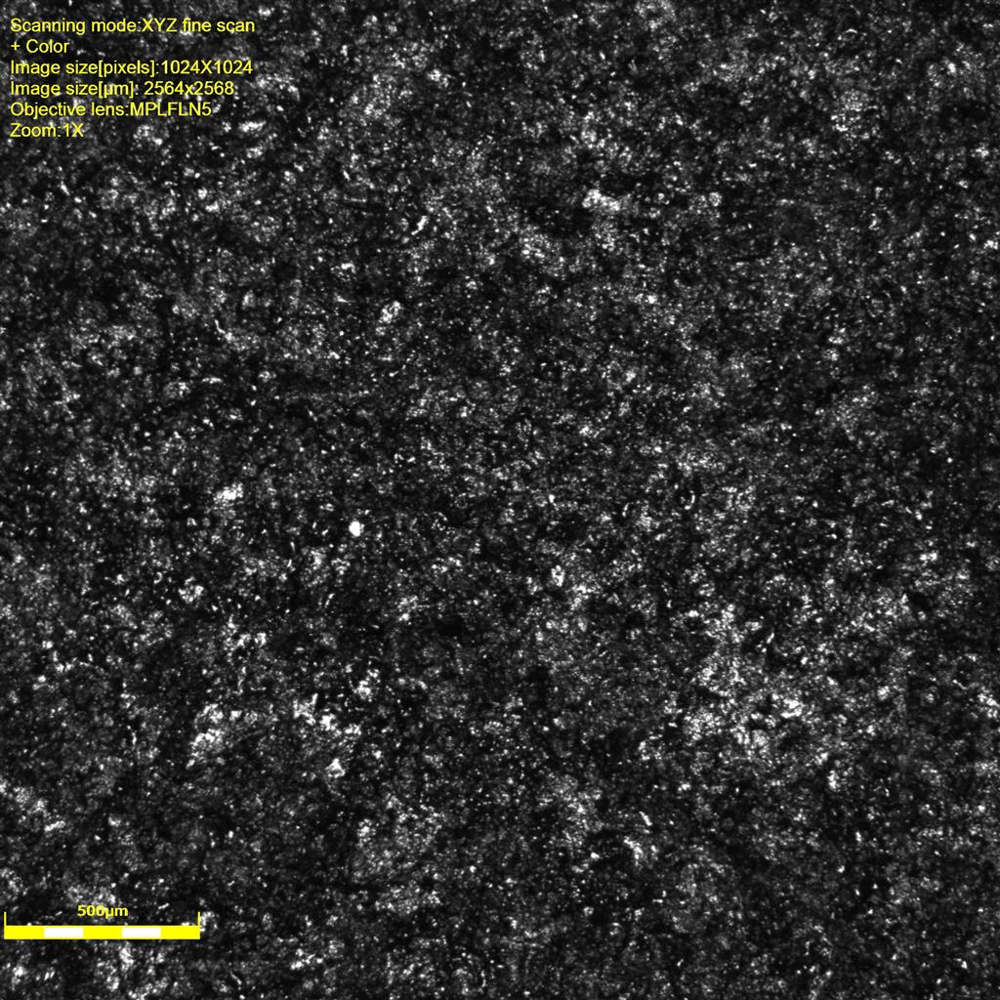 Scanning mode:XYZ fine scan
+ Color
Image size[pixels]:1024X1024
Image size[µm]: 2564x2568
Objective lens:MPLFLN5
Zoom:1X
500µm